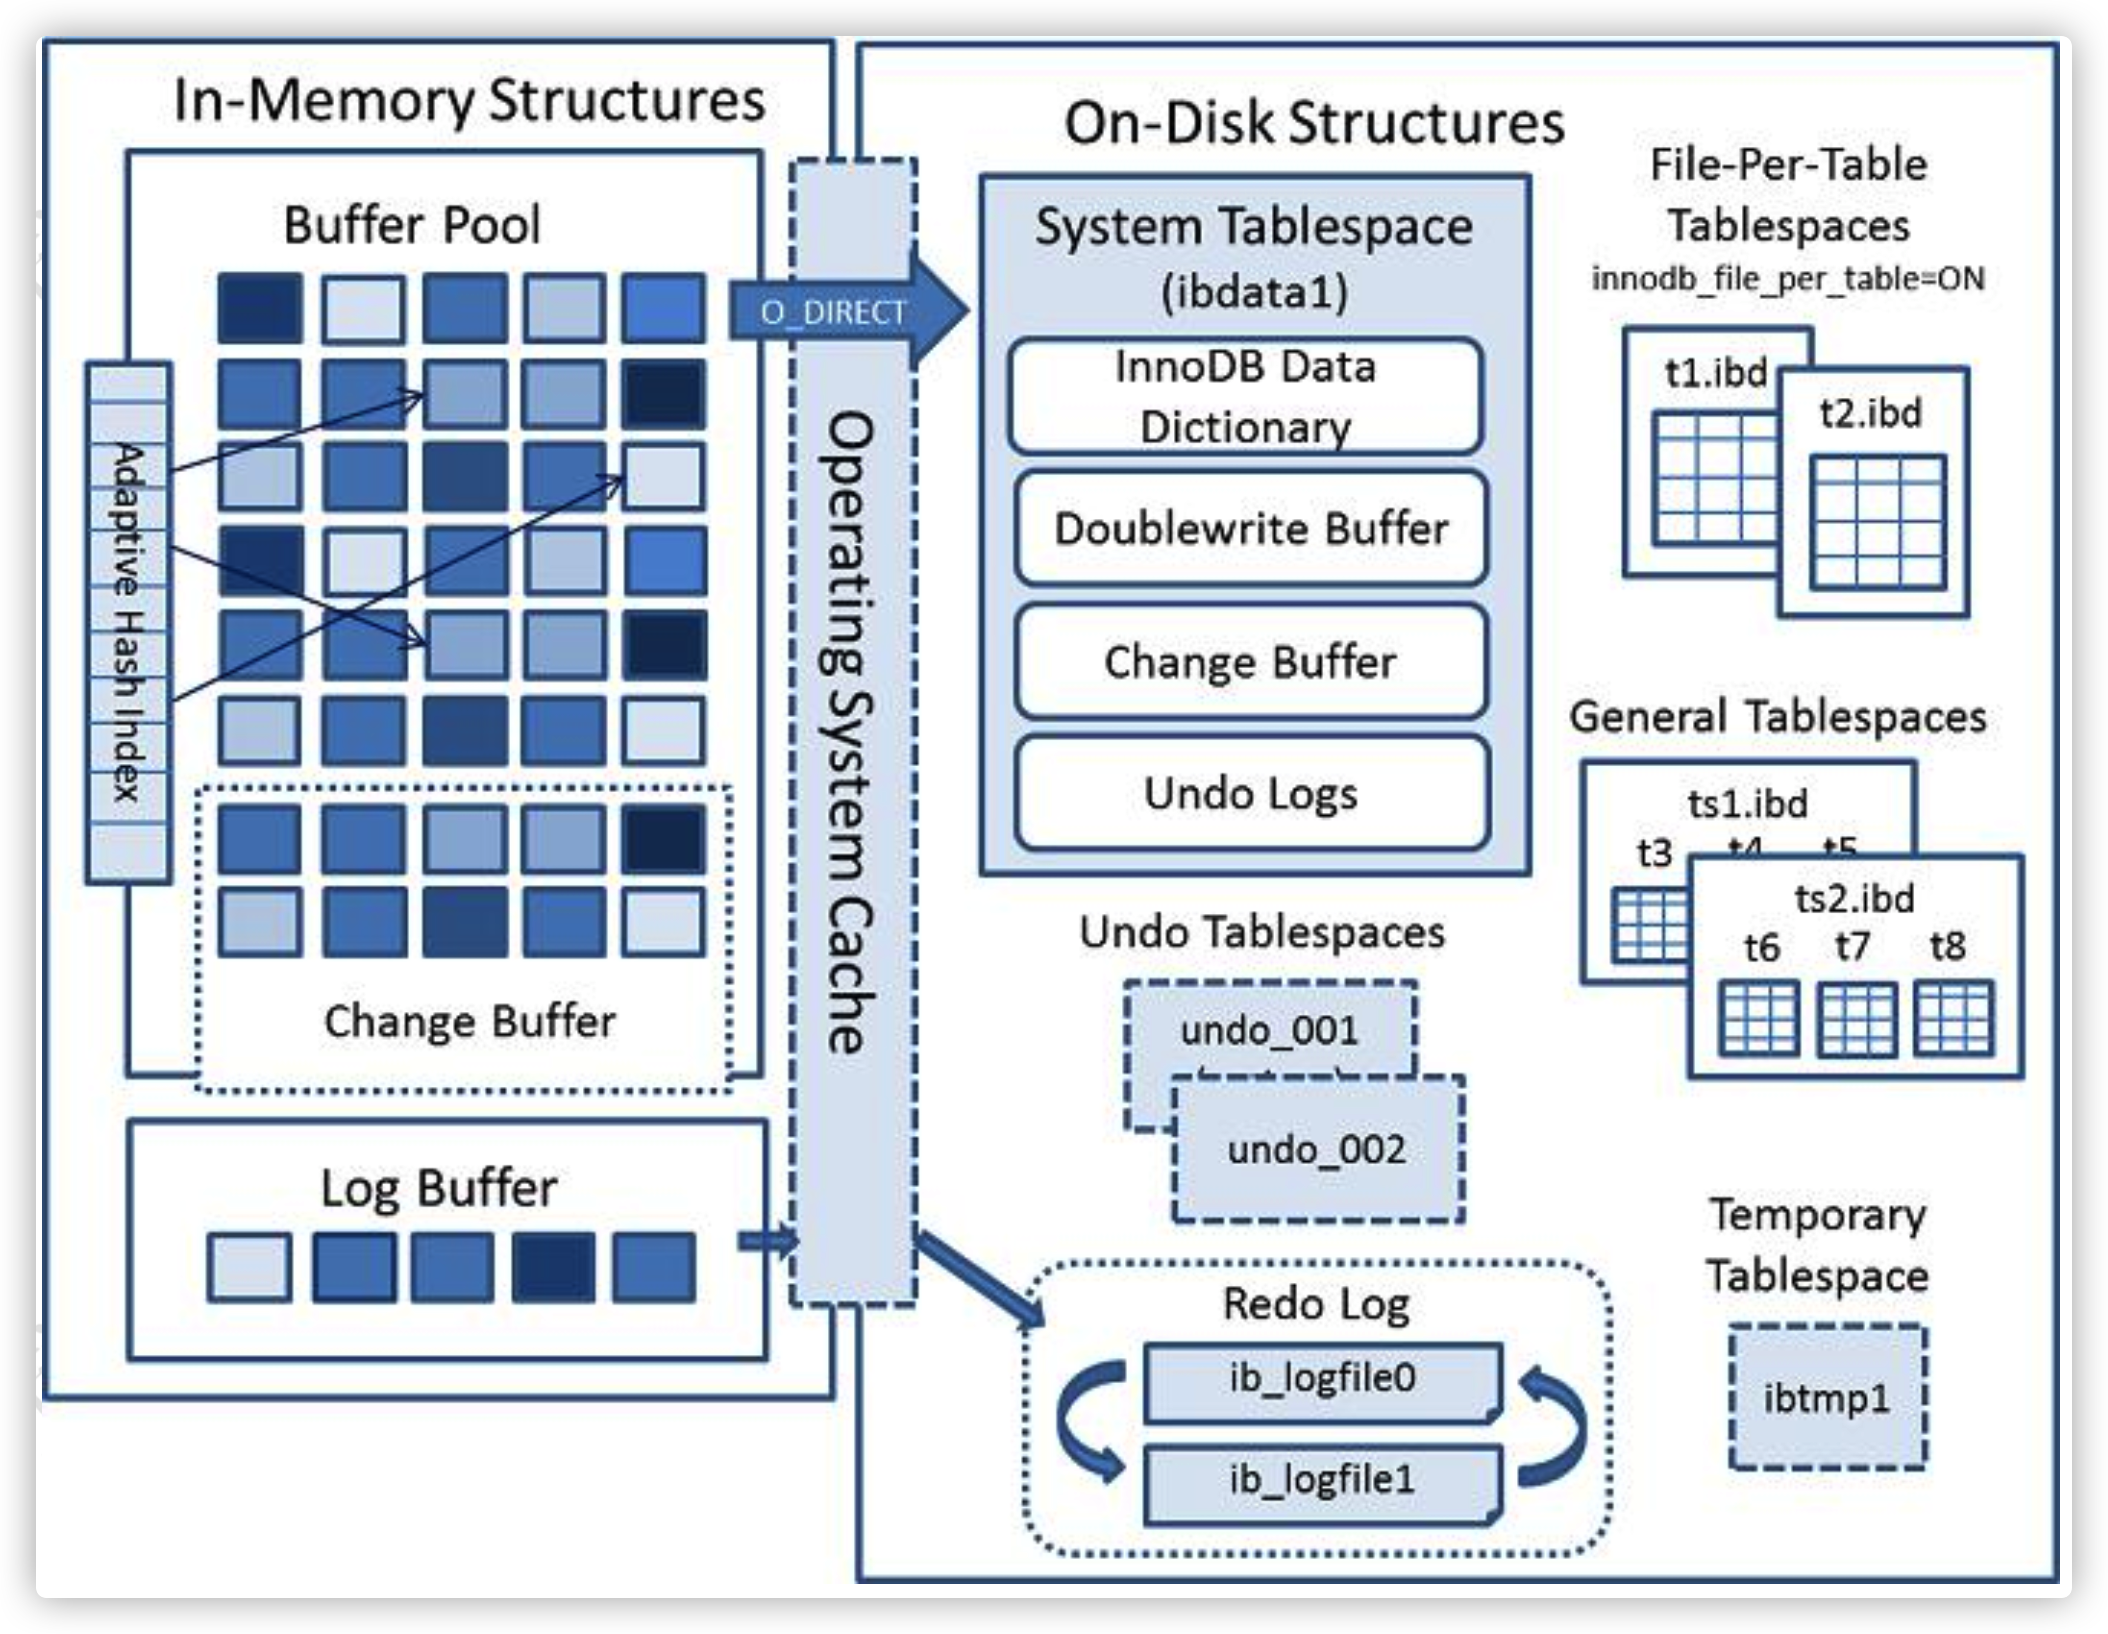 In-Memory Structures
Buffer Pool
Adaptive Hash Index
Change Buffer
Log Buffer
O_DIRECT
Operating System Cache
On-Disk Structures
System Tablespace
(ibdata1)
InnoDB Data
Dictionary
Doublewrite Buffer
Change Buffer
Undo Logs
Undo Tablespaces
undo_001
undo_002
Redo Log
ib_logfile0
ib_logfile1
File-Per-Table
Tablespaces
innodb_file_per_table=ON
t1.ibd
t2.ibd
General Tablespaces
ts1.ibd
t3 t4 t5
ts2.ibd
t6 t7 t8
Temporary
Tablespace
ibtmp1